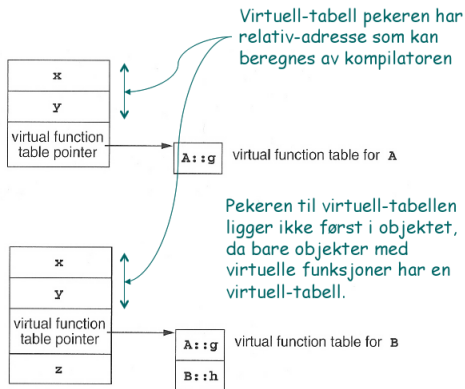 Virtuell-tabell pekeren har
relativ-adresse som kan
beregnes av kompilatoren
x
y
virtual function
table pointer
A::g
virtual function table for A
Pekeren til virtuell-tabellen
ligger ikke først i objektet,
da bare objekter med
virtuelle funksjoner har en
virtuell-tabell.
x
y
virtual function
table pointer
z
A::g
B::h
virtual function table for B